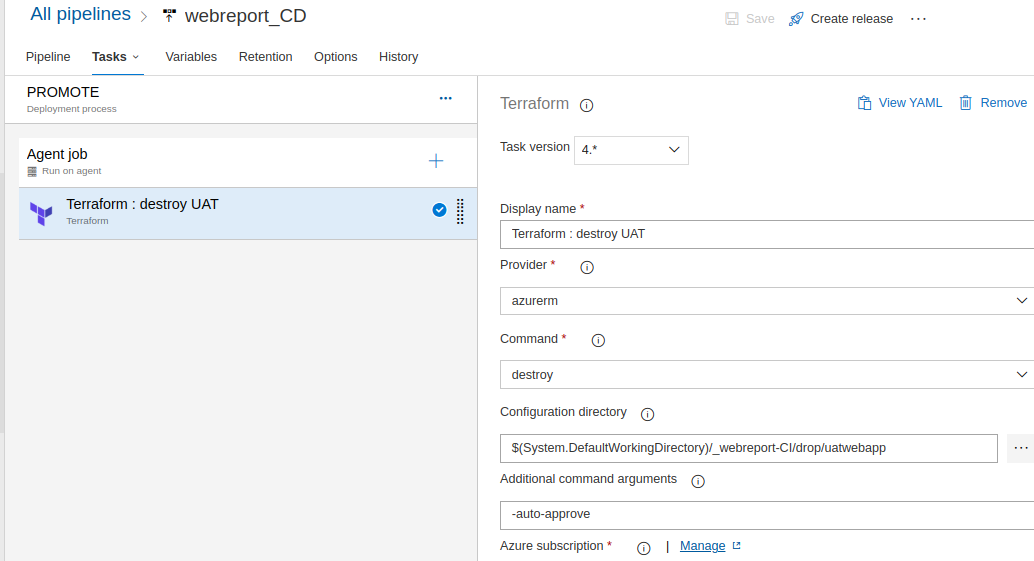 All pipelines > webreport_CD
Save Create release ...
Pipeline Tasks Variables Retention Options History
PROMOTE
Deployment process
...
Agent job
Run on agent
Terraform : destroy UAT
Terraform
Terraform
View YAML Remove
Task version 4.*
Display name *
Terraform : destroy UAT
Provider *
azurerm
Command *
destroy
Configuration directory
$(System.DefaultWorkingDirectory)/_webreport-CI/drop/uatwebapp
...
Additional command arguments
-auto-approve
Azure subscription * | Manage